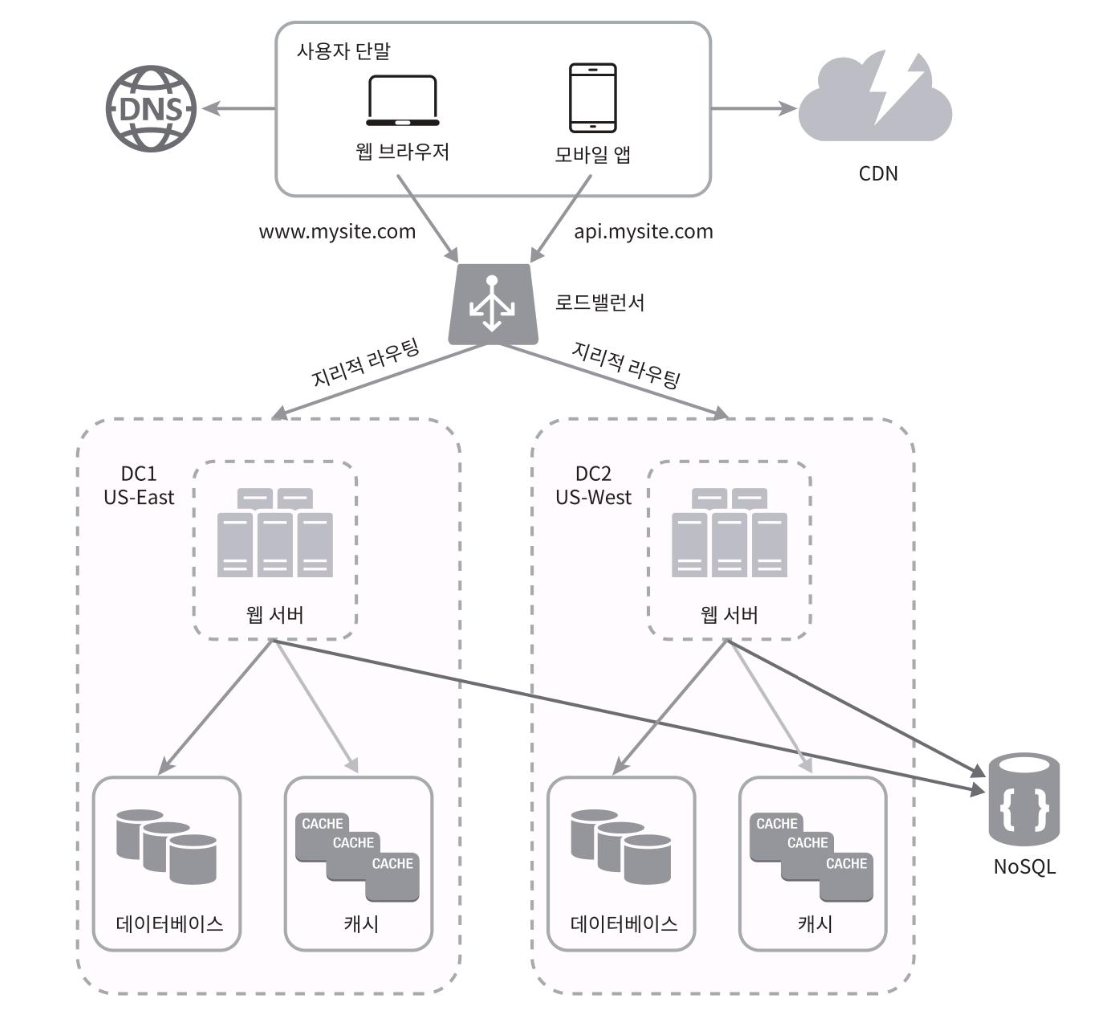 사용자 단말
DNS
웹 브라우저
모바일 앱
CDN
www.mysite.com
api.mysite.com
로드밸런서
지리적 라우팅
지리적 라우팅
DC1
US-East
웹 서버
DC2
US-West
웹 서버
CACHE
CACHE
CACHE
데이터베이스
캐시
CACHE
CACHE
CACHE
데이터베이스
캐시
{ }
NoSQL